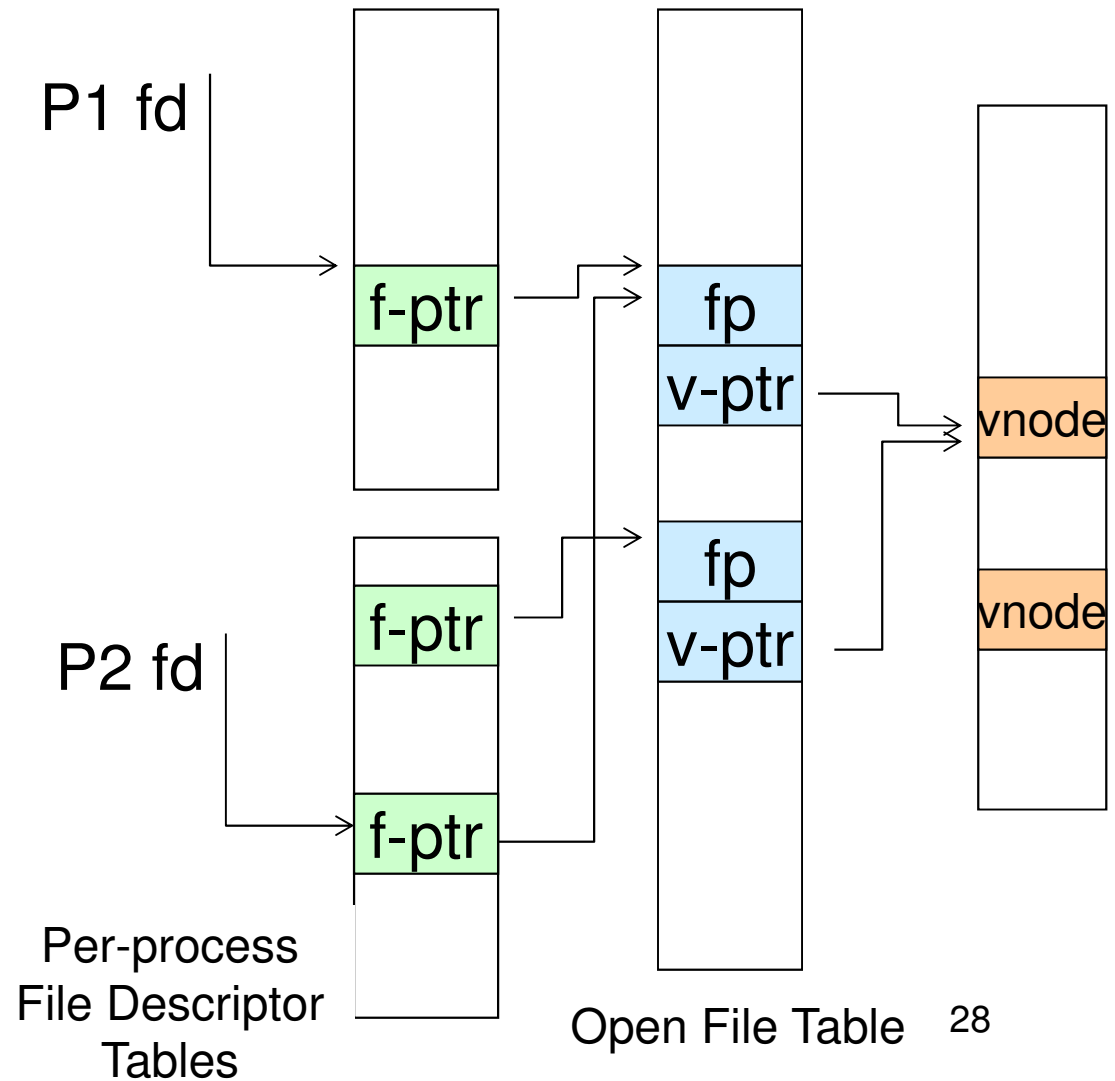 P1 fd
f-ptr
fp
v-ptr
vnode
fp
v-ptr
vnode
f-ptr
P2 fd
f-ptr
Per-process
File Descriptor
Tables
Open File Table
28